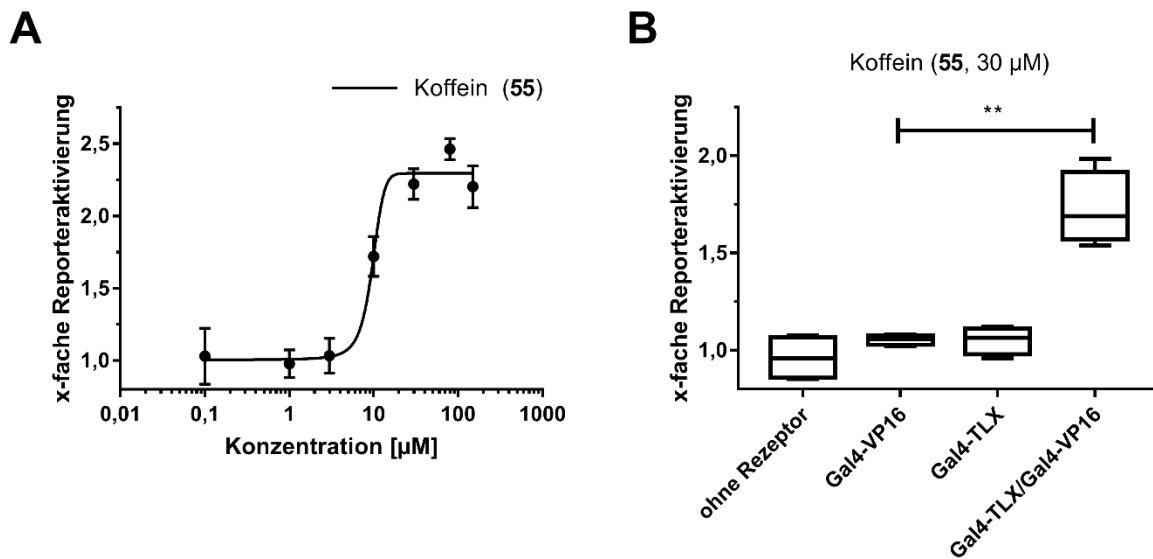 A
Koffein (55)
x-fache Reporteraktivierung
2,5
2,0
1,5
1,0
0,01 0,1 1 10 100 1000
Konzentration [µM]
B
Koffein (55, 30 µM)
**
x-fache Reporteraktivierung
2,0
1,5
1,0
ohne Rezeptor
Gal4-VP16
Gal4-TLX
Gal4-TLX/Gal4-VP16